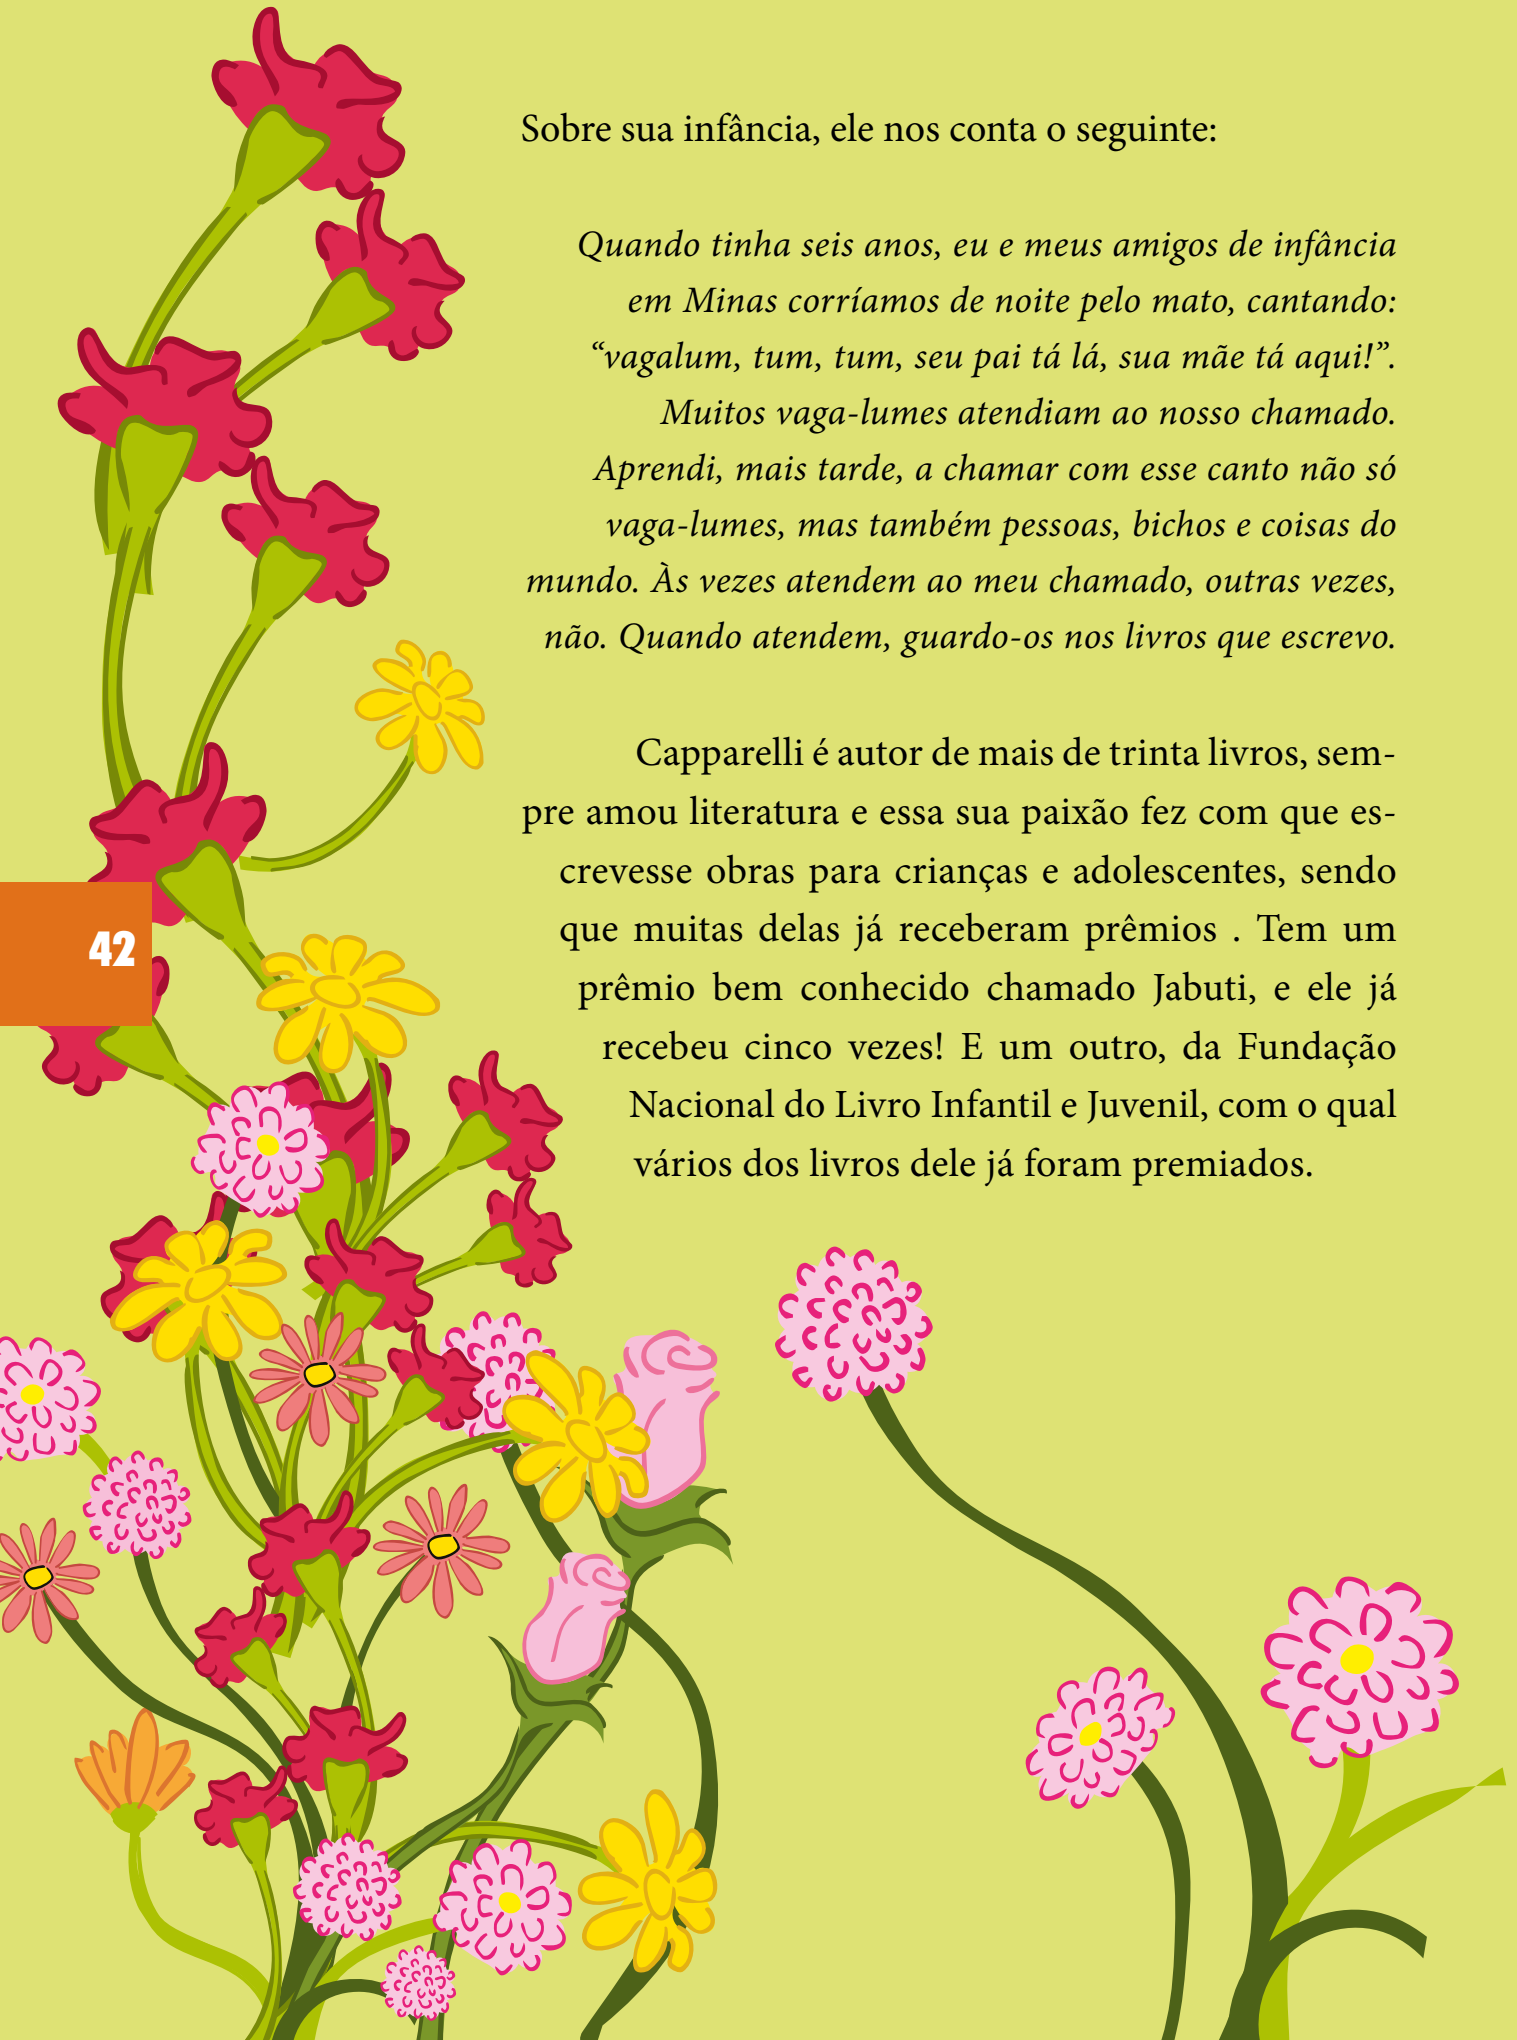 Sobre sua infância, ele nos conta o seguinte:
Quando tinha seis anos, eu e meus amigos de infância
em Minas corríamos de noite pelo mato, cantando:
“vagalum, tum, tum, seu pai tá lá, sua mãe tá aqui!”.
Muitos vaga-lumes atendiam ao nosso chamado.
Aprendi, mais tarde, a chamar com esse canto não só
vaga-lumes, mas também pessoas, bichos e coisas do
mundo. Às vezes atendem ao meu chamado, outras vezes,
não. Quando atendem, guardo-os nos livros que escrevo.
Capparelli é autor de mais de trinta livros, sem-
pre amou literatura e essa sua paixão fez com que es-
crevesse obras para crianças e adolescentes, sendo
que muitas delas já receberam prêmios . Tem um
prêmio bem conhecido chamado Jabuti, e ele já
recebeu cinco vezes! E um outro, da Fundação
Nacional do Livro Infantil e Juvenil, com o qual
vários dos livros dele já foram premiados.
42